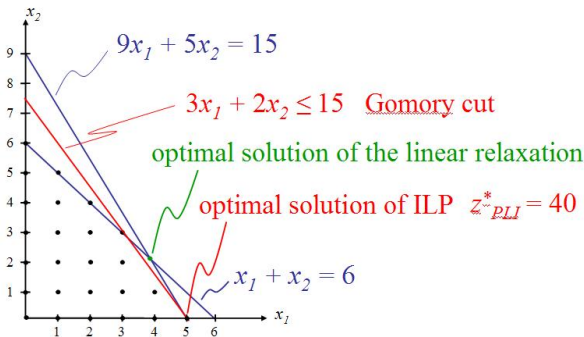 x2
9x1 + 5x2 = 15
9
8
3x1 + 2x2 ≤ 15 Gomory cut
7
6
optimal solution of the linear relaxation
5
4
optimal solution of ILP z*PLI = 40
3
2
x1 + x2 = 6
1
x1
1 2 3 4 5 6